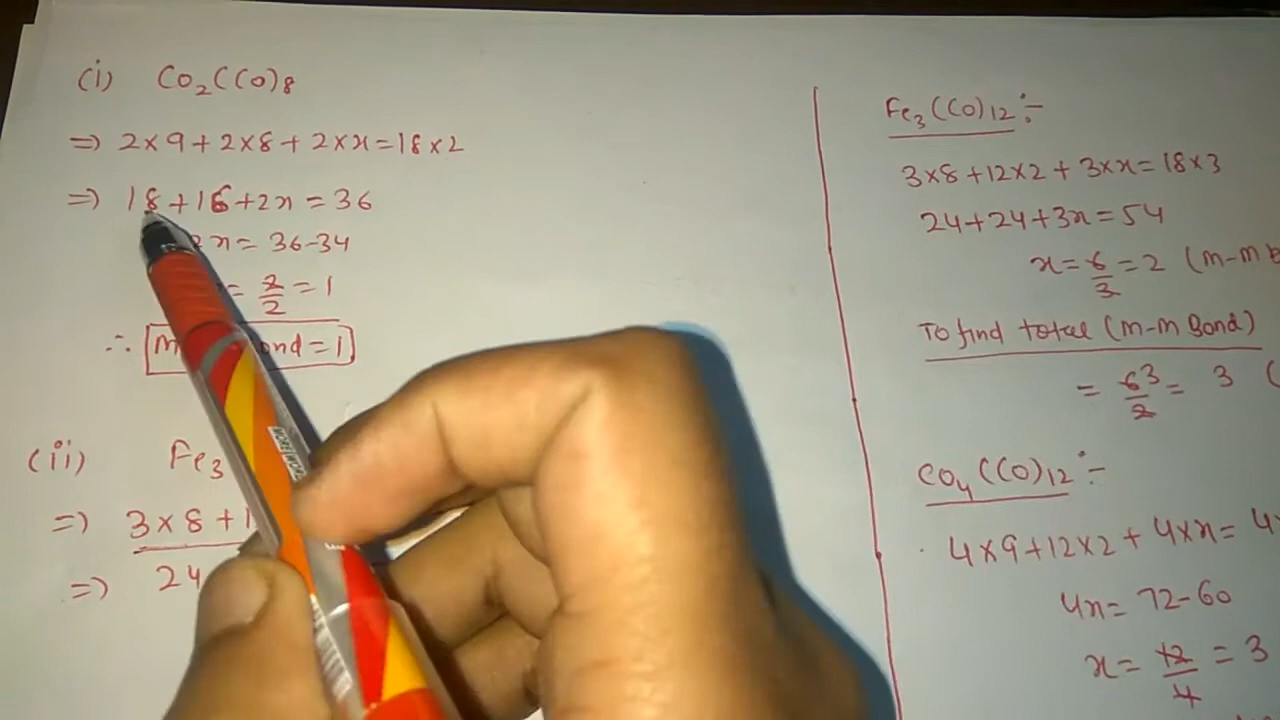 (i) Co₂(CO)8
=) 2×9+2×8+2×x=18×2
=) 18+16+2x=36
2x=36-34
=2/2=1
∴ Bond=1
(ii) Fe3
=) 3×8+1
=) 24
Fe3(CO)12:-
3×8+12×2+3×x=18×3
24+24+3x=54
x=6/3=2 (m-m
To find total (m-m Bond)
=6/2=3 (
CO4(CO)12:-
4×9+12×2+4×x=4×
4x=72-60
x=12/4=3